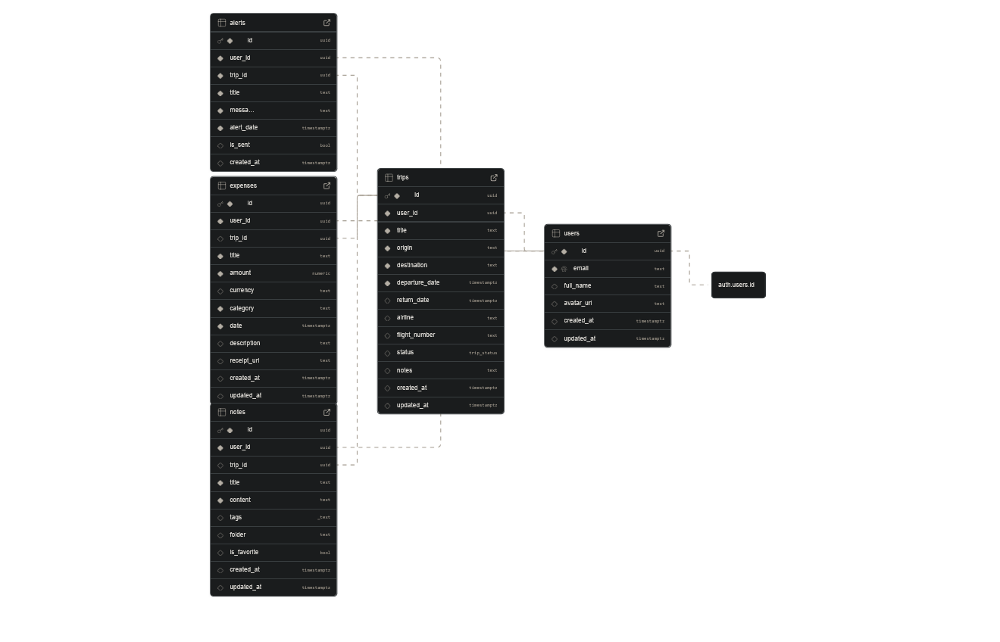 alerts
id uuid
user_id uuid
trip_id uuid
title text
messa...  text
alert_date timestamptz
is_sent bool
created_at timestamptz
expenses
id uuid
user_id uuid
trip_id uuid
title text
amount numeric
currency text
category text
date timestamptz
description text
receipt_url text
created_at timestamptz
updated_at timestamptz
notes
id uuid
user_id uuid
trip_id uuid
title text
content text
tags _text
folder text
is_favorite bool
created_at timestamptz
updated_at timestamptz
trips
id uuid
user_id uuid
title text
origin text
destination text
departure_date timestamptz
return_date timestamptz
airline text
flight_number text
status trip_status
notes text
created_at timestamptz
updated_at timestamptz
users
id uuid
email text
full_name text
avatar_url text
created_at timestamptz
updated_at timestamptz
auth.users.id